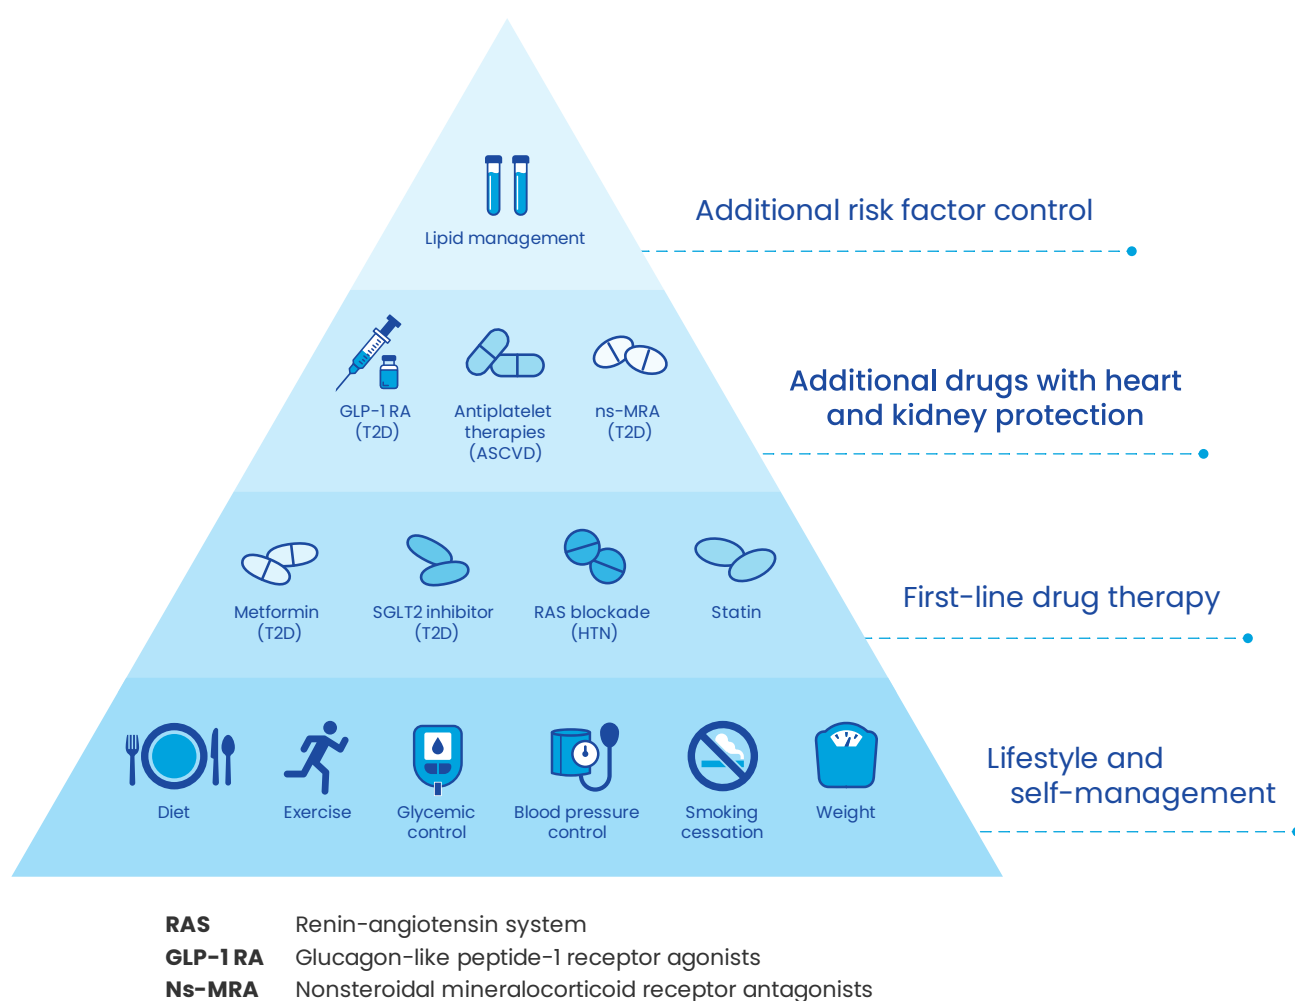 Lipid management
Additional risk factor control
GLP-1 RA
(T2D)
Antiplatelet
therapies
(ASCVD)
ns-MRA
(T2D)
Additional drugs with heart
and kidney protection
Metformin
(T2D)
SGLT2 inhibitor
(T2D)
RAS blockade
(HTN)
Statin
First-line drug therapy
Diet
Exercise
Glycemic
control
Blood pressure
control
Smoking
cessation
Weight
Lifestyle and
self-management
RAS Renin-angiotensin system
GLP-1 RA Glucagon-like peptide-1 receptor agonists
Ns-MRA Nonsteroidal mineralocorticoid receptor antagonists